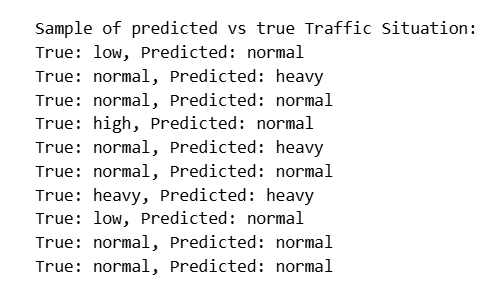 Sample of predicted vs true Traffic Situation:
True: low, Predicted: normal
True: normal, Predicted: heavy
True: normal, Predicted: normal
True: high, Predicted: normal
True: normal, Predicted: heavy
True: normal, Predicted: normal
True: heavy, Predicted: heavy
True: low, Predicted: normal
True: normal, Predicted: normal
True: normal, Predicted: normal